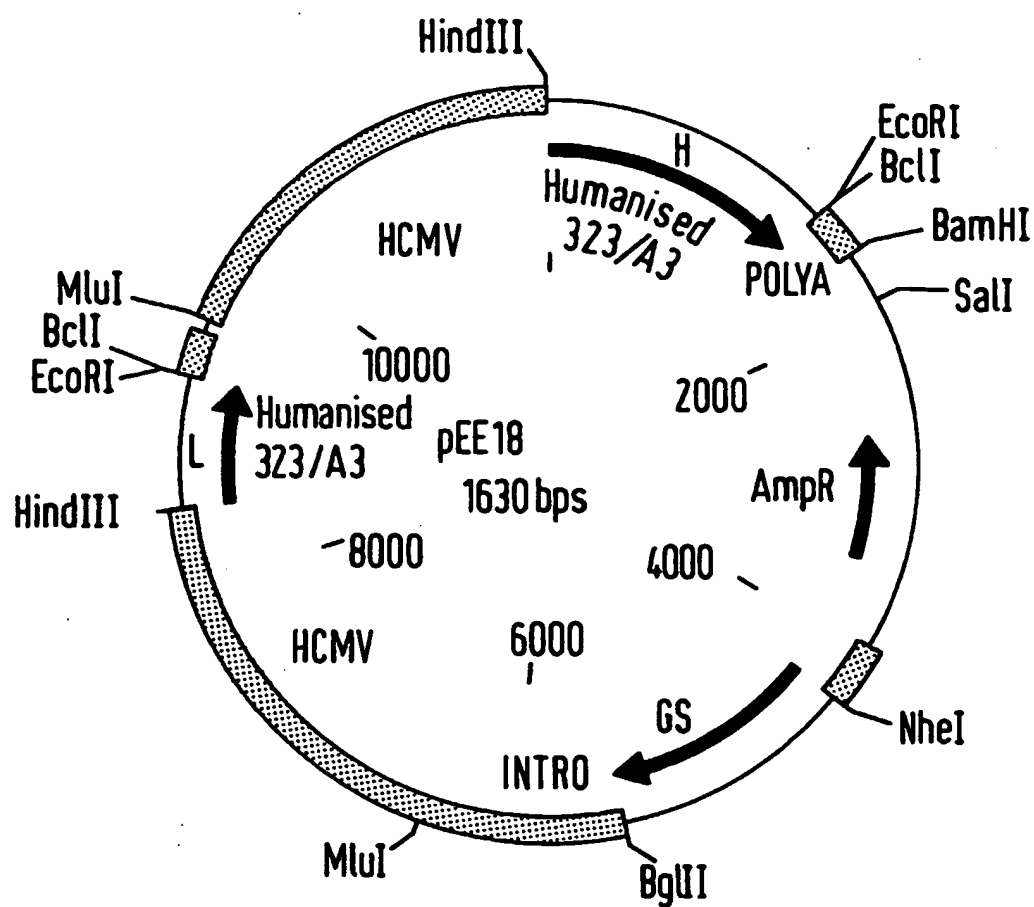 HindIII
H
EcoRI
BclI
Humanised
323/A3
BamHI
HCMV
POLYA
SalI
MluI
BclI
EcoRI
10000
2000
Humanised
323/A3
L
pEE18
1630 bps
AmpR
HindIII
8000
4000
HCMV
6000
GS
NheI
INTRO
MluI
BglII